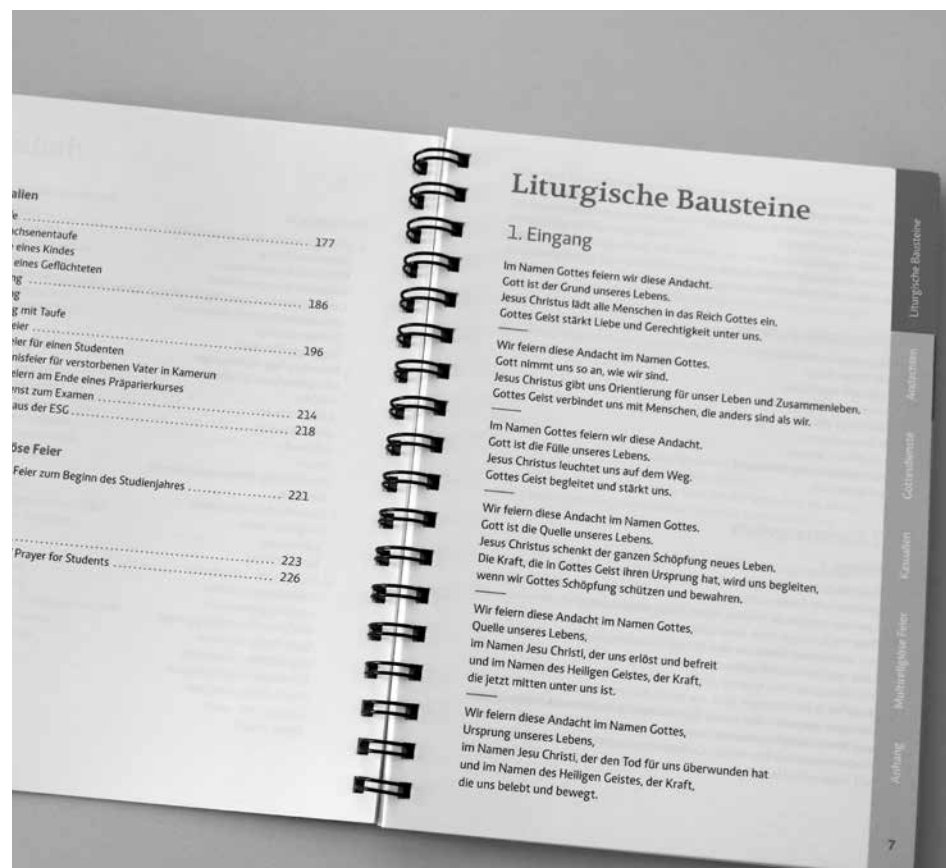 allen
177
chsenentaufe
eines Kindes
eines Geflüchteten
186
g mit Taufe
eier 196
ier für einen Studenten
nisfeier für verstorbenen Vater in Kamerun
eiern am Ende eines Präparierkurses
nst zum Examen 214
aus der ESG 218
öse Feier
Feier zum Beginn des Studienjahres 221
223
Prayer for Students 226
Liturgische Bausteine
1. Eingang
Im Namen Gottes feiern wir diese Andacht.
Gott ist der Grund unseres Lebens.
Jesus Christus lädt alle Menschen in das Reich Gottes ein.
Gottes Geist stärkt Liebe und Gerechtigkeit unter uns.
Wir feiern diese Andacht im Namen Gottes.
Gott nimmt uns so an, wie wir sind.
Jesus Christus gibt uns Orientierung für unser Leben und Zusammenleben.
Gottes Geist verbindet uns mit Menschen, die anders sind als wir.
Im Namen Gottes feiern wir diese Andacht.
Gott ist die Fülle unseres Lebens.
Jesus Christus leuchtet uns auf dem Weg.
Gottes Geist begleitet und stärkt uns.
Wir feiern diese Andacht im Namen Gottes.
Gott ist die Quelle unseres Lebens.
Jesus Christus schenkt der ganzen Schöpfung neues Leben.
Die Kraft, die in Gottes Geist ihren Ursprung hat, wird uns begleiten,
wenn wir Gottes Schöpfung schützen und bewahren.
Wir feiern diese Andacht im Namen Gottes,
Quelle unseres Lebens,
im Namen Jesu Christi, der uns erlöst und befreit
und im Namen des Heiligen Geistes, der Kraft,
die jetzt mitten unter uns ist.
Wir feiern diese Andacht im Namen Gottes,
Ursprung unseres Lebens,
im Namen Jesu Christi, der den Tod für uns überwunden hat
und im Namen des Heiligen Geistes, der Kraft,
die uns belebt und bewegt.
Liturgische Bausteine
Andachten
Gottesdienste
Kasualien
Multireligiöse Feier
Anhang
7